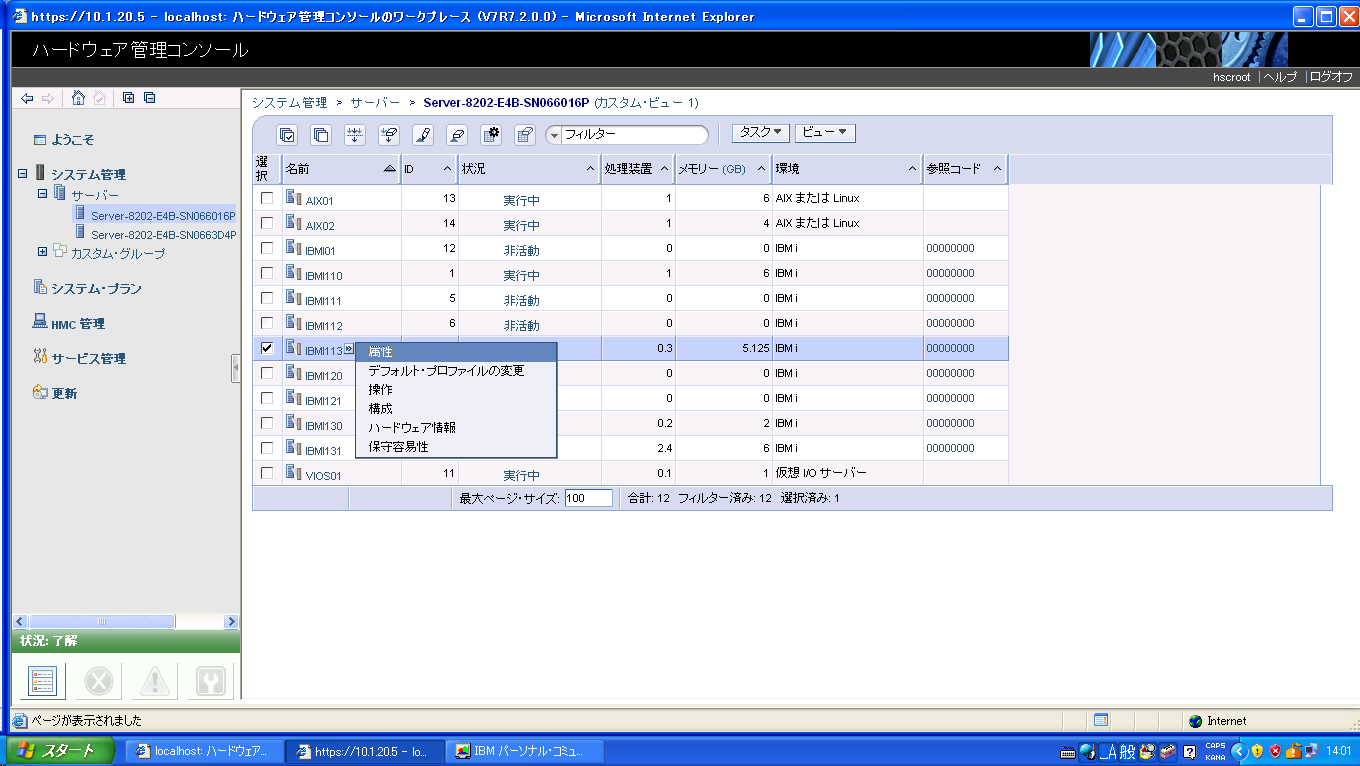 https://10.1.20.5 - localhost: ハードウェア管理コンソールのワークプレース (V7R7.2.0.0) - Microsoft Internet Explorer
ハードウェア管理コンソール
hscroot | ヘルプ | ログオフ
システム管理 > サーバー > Server-8202-E4B-SN066016P (カスタム・ビュー 1)
フィルター タスク ビュー
ようこそ
システム管理
サーバー
Server-8202-E4B-SN066016P
Server-8202-E4B-SN0663D4P
カスタム・グループ
システム・プラン
HMC 管理
サービス管理
更新
選択 名前 ID 状況 処理装置 メモリー (GB) 環境 参照コード
AIX01 13 実行中 1 6 AIX または Linux
AIX02 14 実行中 1 4 AIX または Linux
IBMI01 12 非活動 0 0 IBM i 00000000
IBMI110 1 実行中 1 6 IBM i 00000000
IBMI111 5 非活動 0 0 IBM i 00000000
IBMI112 6 非活動 0 0 IBM i 00000000
IBMI113 0.3 5.125 IBM i 00000000
IBMI120 0 0 IBM i 00000000
IBMI121 0 0 IBM i 00000000
IBMI130 0.2 2 IBM i 00000000
IBMI131 2.4 6 IBM i 00000000
VIOS01 11 実行中 0.1 1 仮想 I/O サーバー
属性
デフォルト・プロファイルの変更
操作
構成
ハードウェア情報
保守容易性
最大ページ・サイズ: 100 合計: 12 フィルター済み: 12 選択済み: 1
状況: 了解
ページが表示されました Internet
スタート localhost: ハードウェア... https://10.1.20.5 - lo... IBM パーソナル・コミュ... _A 般 CAPS KANA 14:01